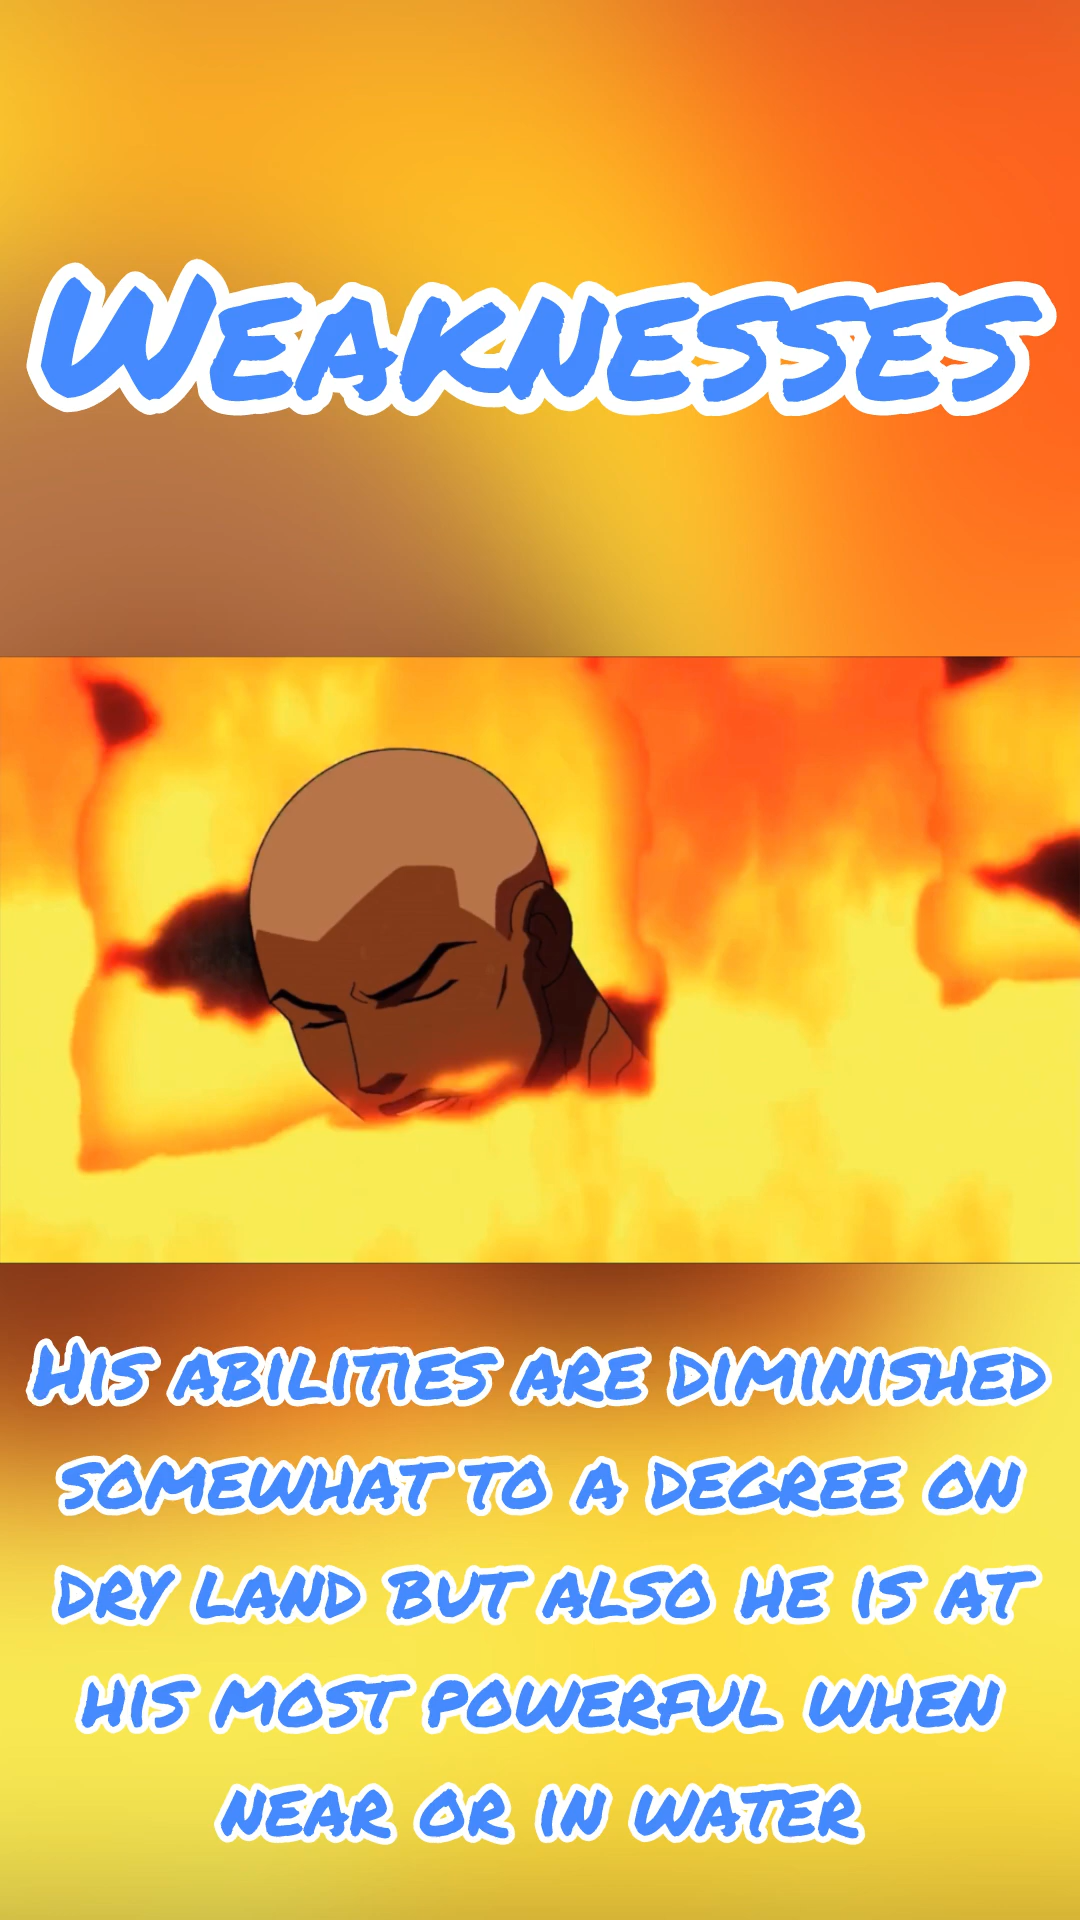 Weaknesses
His abilities are diminished
somewhat to a degree on
dry land but also he is at
his most powerful when
near or in water